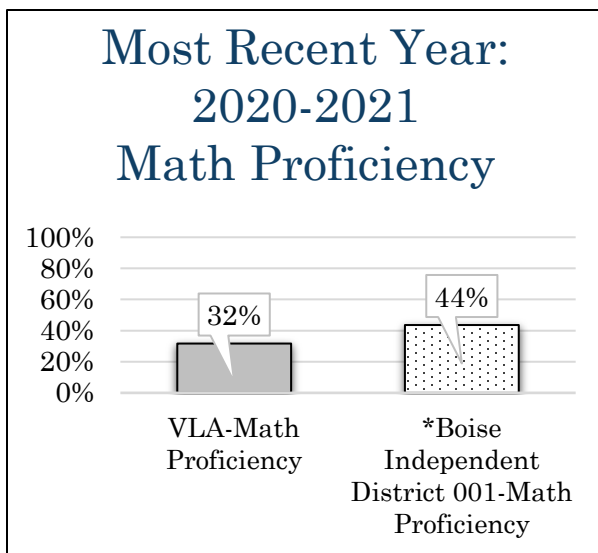 Most Recent Year:
2020-2021
Math Proficiency
100%
80%
60%
40%
20%
0%
32%
44%
VLA-Math
Proficiency
*Boise
Independent
District 001-Math
Proficiency